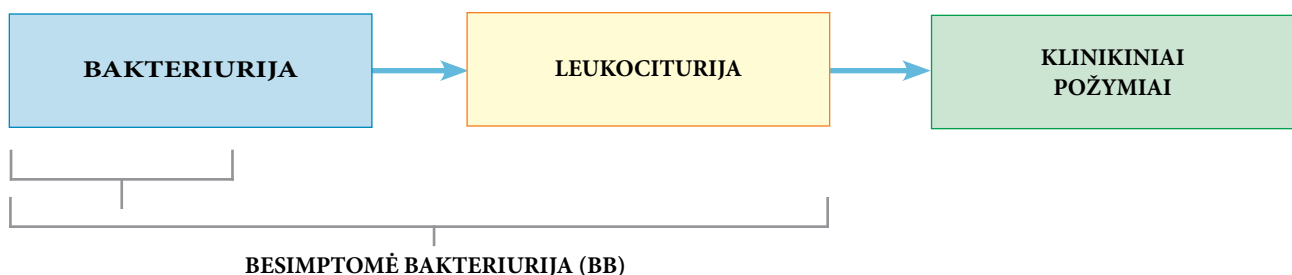 BAKTERIURIJA
LEUKOCITURIJA
KLINIKINIAI
POŽYMIAI
BESIMPTOMĖ BAKTERIURIJA (BB)